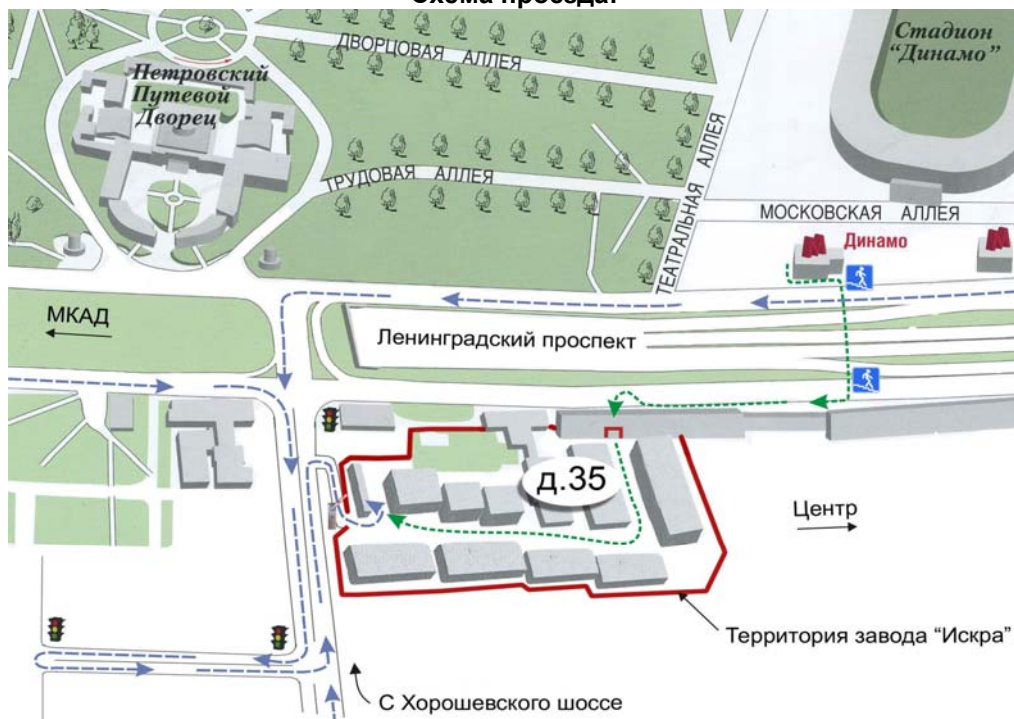 Схема проезда:
Стадион
"Динамо"
ДВОРЦОВАЯ АЛЛЕЯ
Петровский
Путевой
Дворец
ТРУДОВАЯ АЛЛЕЯ
ТЕАТРАЛЬНАЯ АЛЛЕЯ
МОСКОВСКАЯ АЛЛЕЯ
Динамо
МКАД
Ленинградский проспект
д.35
Центр
Территория завода "Искра"
С Хорошевского шоссе